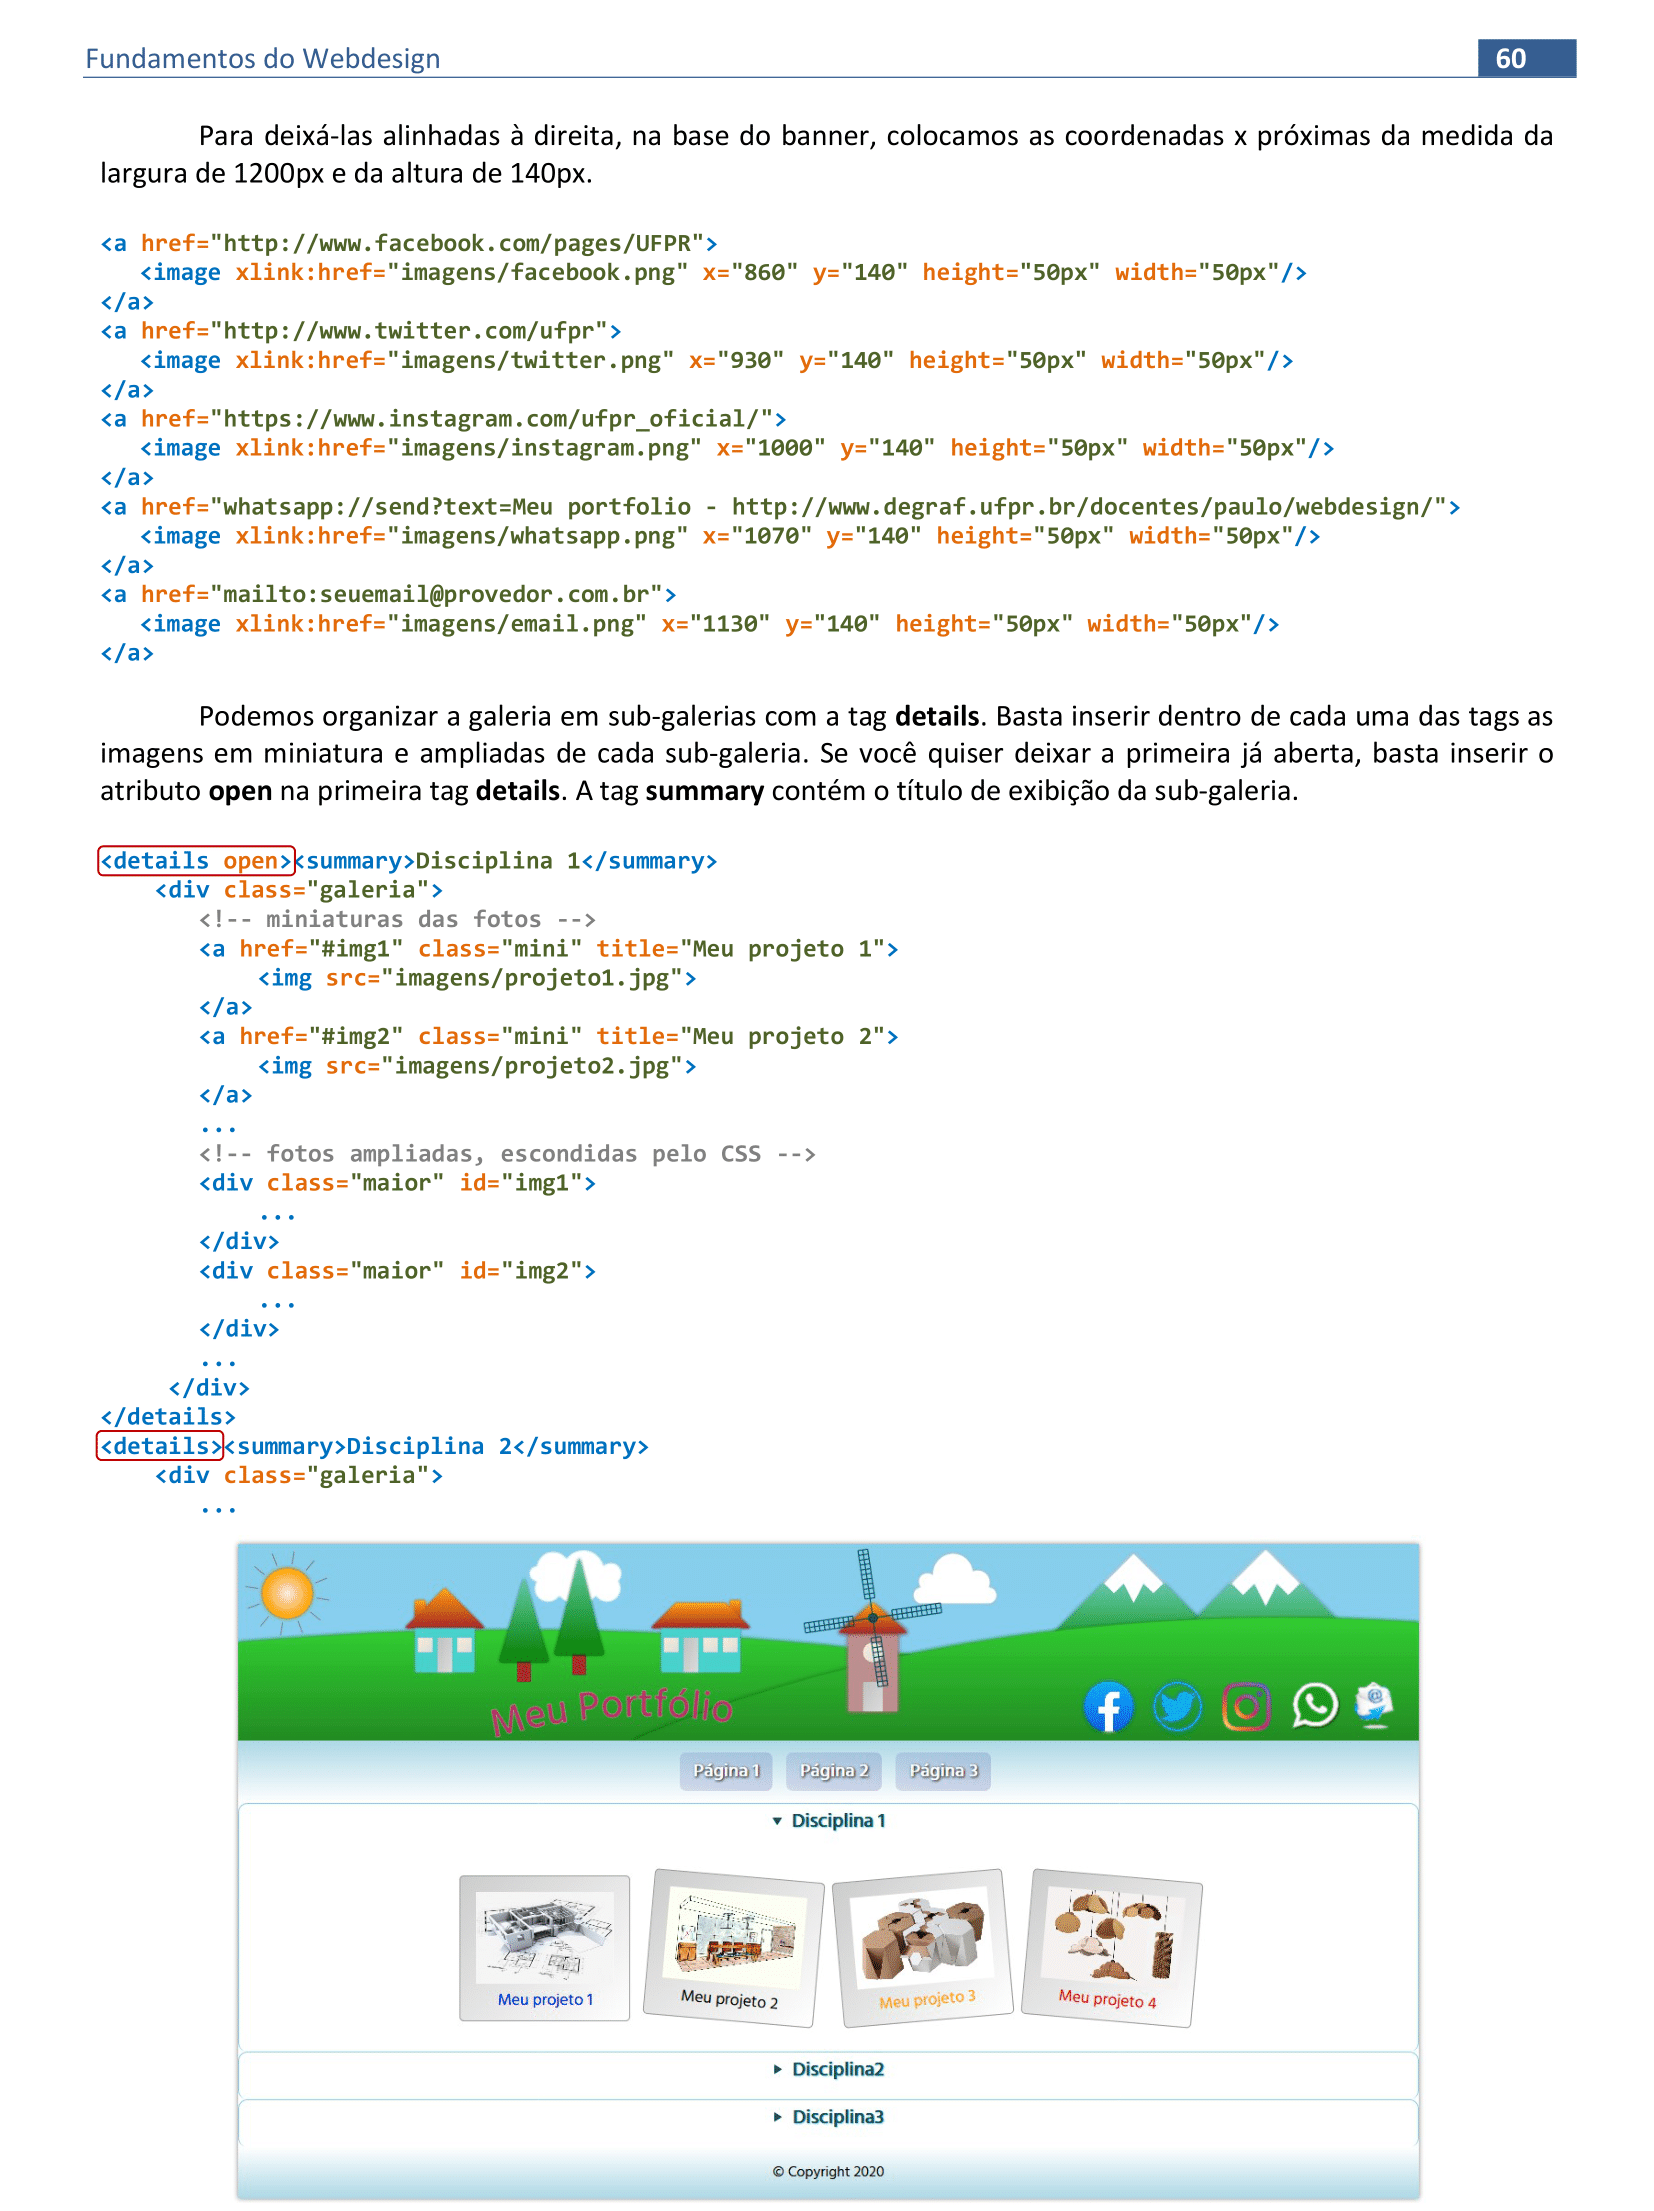 Fundamentos do Webdesign
60
Para deixá-las alinhadas à direita, na base do banner, colocamos as coordenadas x próximas da medida da
largura de 1200px e da altura de 140px.
<a href="http://www.facebook.com/pages/UFPR">
<image xlink:href="imagens/facebook.png" x="860" y="140" height="50px" width="50px"/>
</a>
<a href="http://www.twitter.com/ufpr">
<image xlink:href="imagens/twitter.png" x="930" y="140" height="50px" width="50px"/>
</a>
<a href="https://www.instagram.com/ufpr_oficial/">
<image xlink:href="imagens/instagram.png" x="1000" y="140" height="50px" width="50px"/>
</a>
<a href="whatsapp://send?text=Meu portfolio - http://www.degraf.ufpr.br/docentes/paulo/webdesign/">
<image xlink:href="imagens/whatsapp.png" x="1070" y="140" height="50px" width="50px"/>
</a>
<a href="mailto:seuemail@provedor.com.br">
<image xlink:href="imagens/email.png" x="1130" y="140" height="50px" width="50px"/>
</a>
Podemos organizar a galeria em sub-galerias com a tag details. Basta inserir dentro de cada uma das tags as
imagens em miniatura e ampliadas de cada sub-galeria. Se você quiser deixar a primeira já aberta, basta inserir o
atributo open na primeira tag details. A tag summary contém o título de exibição da sub-galeria.
<details open><summary>Disciplina 1</summary>
<div class="galeria">
<!-- miniaturas das fotos -->
<a href="#img1" class="mini" title="Meu projeto 1">
<img src="imagens/projeto1.jpg">
</a>
<a href="#img2" class="mini" title="Meu projeto 2">
<img src="imagens/projeto2.jpg">
</a>
...
<!-- fotos ampliadas, escondidas pelo CSS -->
<div class="maior" id="img1">
...
</div>
<div class="maior" id="img2">
...
</div>
...
</div>
</details>
<details><summary>Disciplina 2</summary>
<div class="galeria">
...
Meu Portfólio
Página 1 Página 2 Página 3
Disciplina 1
Meu projeto 1 Meu projeto 2 Meu projeto 3 Meu projeto 4
Disciplina2
Disciplina3
© Copyright 2020